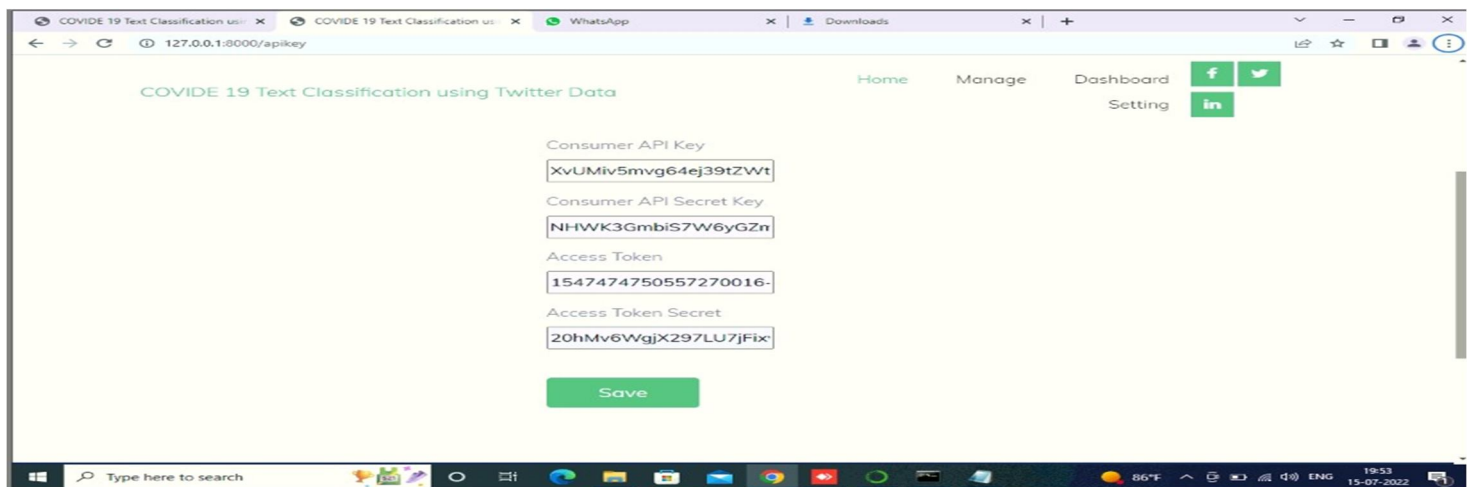 COVIDE 19 Text Classification usin
COVIDE 19 Text Classification us
WhatsApp
Downloads
127.0.0.1:8000/apikey
COVIDE 19 Text Classification using Twitter Data
Home
Manage
Dashboard
Setting
Consumer API Key
XvUMiv5mvg64ej39tZWt
Consumer API Secret Key
NHWK3GmbiS7W6yGZn
Access Token
1547474750557270016-
Access Token Secret
20hMv6WgjX297LU7jFix
Save
Type here to search
86°F
ENG
19:53
15-07-2022